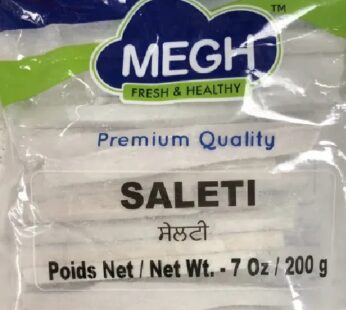 MEGH
TM
FRESH & HEALTHY
Premium Quality
SALETI
ਸੇਲਟੀ
Poids Net / Net Wt. - 7 Oz / 200 g